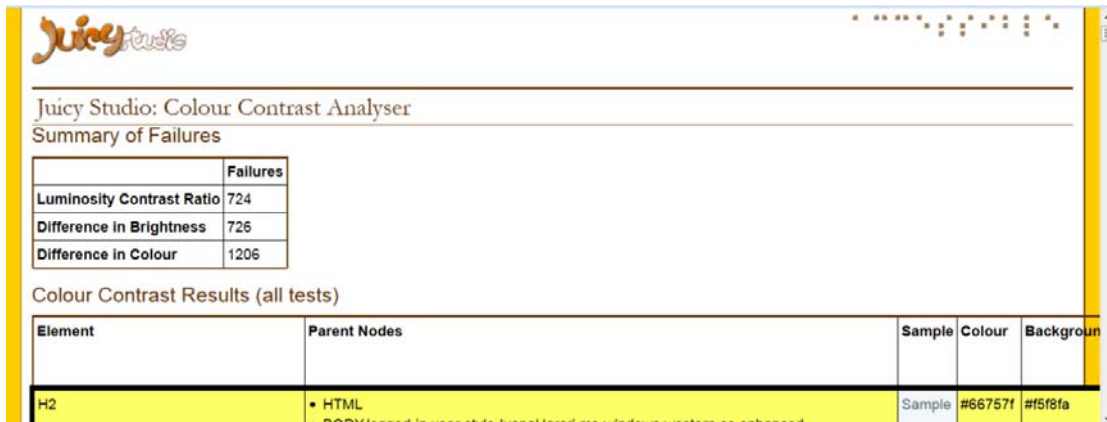 Juicy studio
Juicy Studio: Colour Contrast Analyser
Summary of Failures
Failures
Luminosity Contrast Ratio 724
Difference in Brightness 726
Difference in Colour 1206
Colour Contrast Results (all tests)
Element Parent Nodes Sample Colour Backgroun
H2 • HTML Sample #66757f #f5f8fa